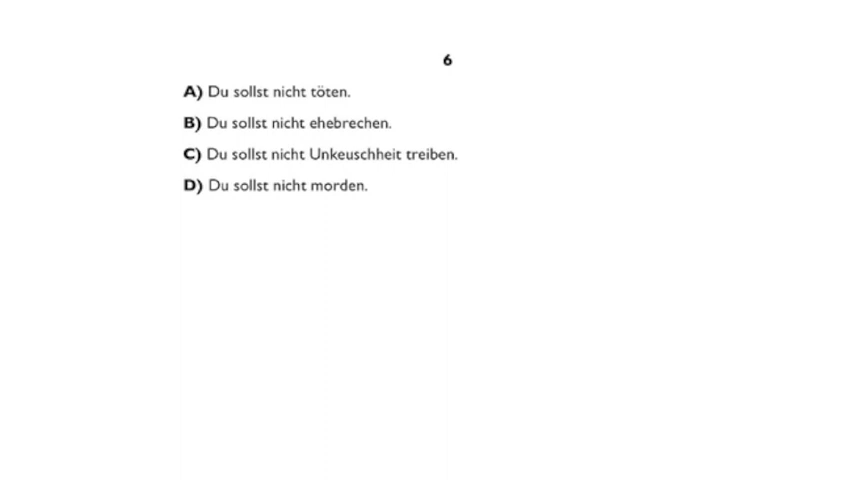 6
A) Du sollst nicht töten.
B) Du sollst nicht ehebrechen.
C) Du sollst nicht Unkeuschheit treiben.
D) Du sollst nicht morden.